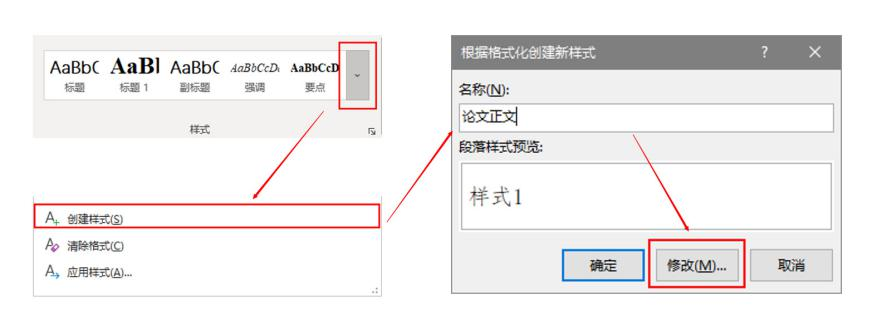 AaBbC AaBl AaBbC AaBbCcDc AaBbCcD
标题 标题 1 副标题 强调 要点
样式
创建样式(S)
清除格式(C)
应用样式(A)...
根据格式化创建新样式 ? ×
名称(N):
论文正文
段落样式预览:
样式1
确定 修改(M)... 取消